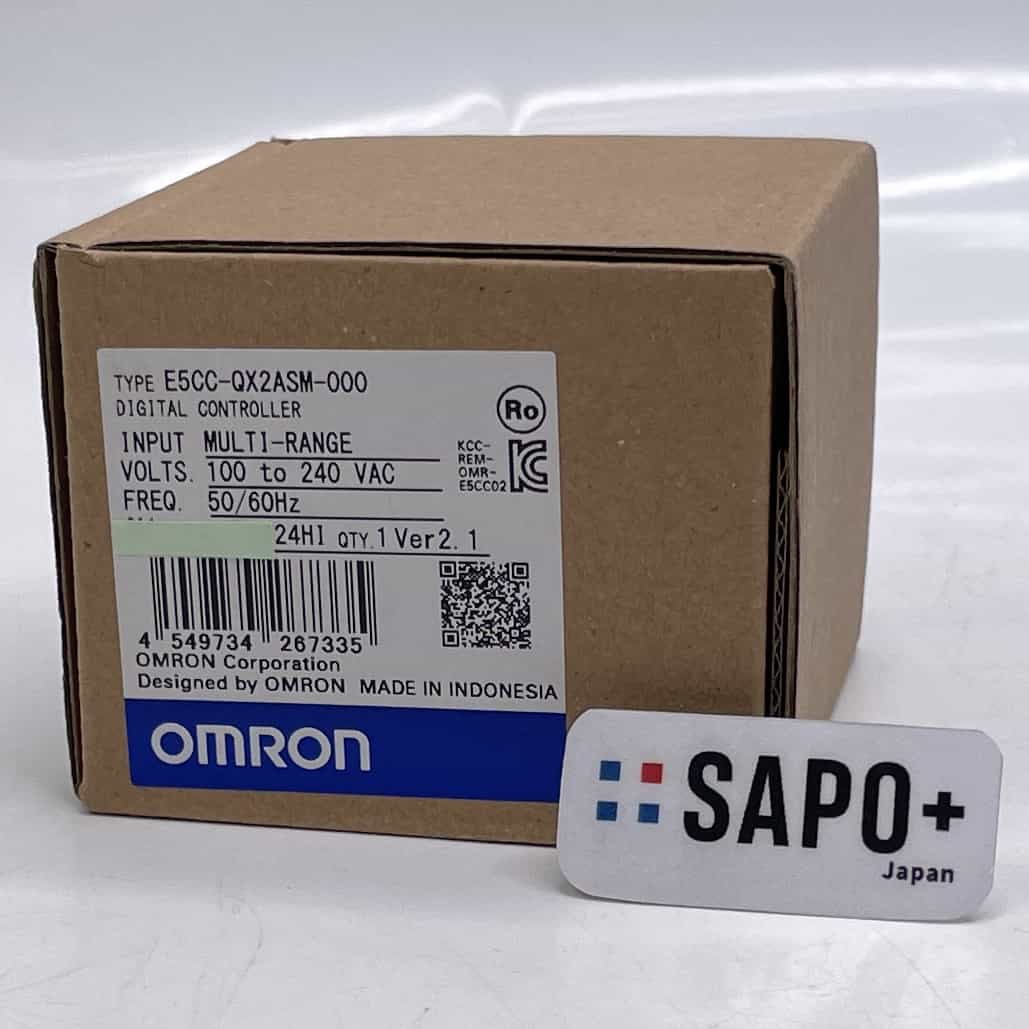 TYPE E5CC-QX2ASM-000
DIGITAL CONTROLLER
Ro
INPUT MULTI-RANGE
VOLTS. 100 to 240 VAC
FREQ. 50/60Hz
KCC-
REM-
OMR-
E5CC02
24HI QTY.1 Ver2.1
4 549734 267335
OMRON Corporation
Designed by OMRON MADE IN INDONESIA
OMRON
SAPO+
Japan